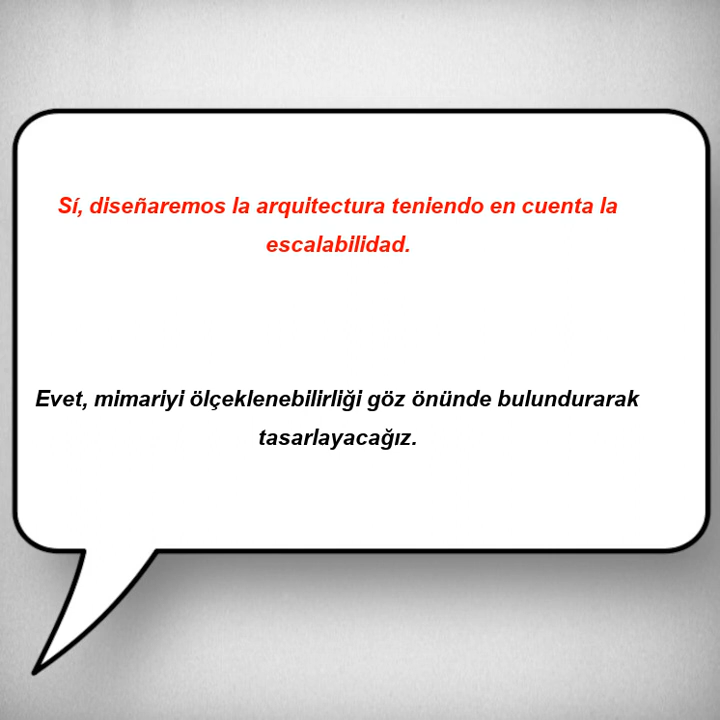 Sí, diseñaremos la arquitectura teniendo en cuenta la
escalabilidad.
Evet, mimariyi ölçeklenebilirliği göz önünde bulundurarak
tasarlayacağız.